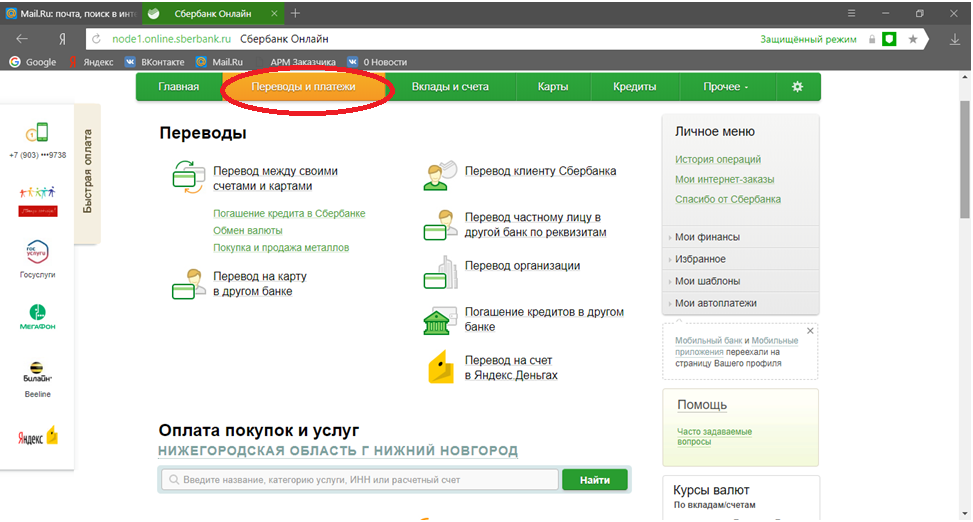 Mail.Ru: почта, поиск в инте
Сбербанк Онлайн
Я
node1.online.sberbank.ru Сбербанк Онлайн
Защищённый режим
Google
Яндекс
ВКонтакте
Mail.Ru
АРМ Заказчика
0 Новости
Главная
Переводы и платежи
Вклады и счета
Карты
Кредиты
Прочее
+7 (903) •••9738
Госуслуги
МЕГАФОН
Билайн
Beeline
Яндекс
Быстрая оплата
Переводы
Перевод между своими
счетами и картами
Погашение кредита в Сбербанке
Обмен валюты
Покупка и продажа металлов
Перевод на карту
в другом банке
Перевод клиенту Сбербанка
Перевод частному лицу в
другой банк по реквизитам
Перевод организации
Погашение кредитов в другом
банке
Перевод на счет
в Яндекс.Деньгах
Оплата покупок и услуг
НИЖЕГОРОДСКАЯ ОБЛАСТЬ Г НИЖНИЙ НОВГОРОД
Введите название, категорию услуги, ИНН или расчетный счет
Найти
Личное меню
История операций
Мои интернет-заказы
Спасибо от Сбербанка
Мои финансы
Избранное
Мои шаблоны
Мои автоплатежи
Мобильный банк и Мобильные
приложения переехали на
страницу Вашего профиля
Помощь
Часто задаваемые
вопросы
Курсы валют
По вкладам/счетам